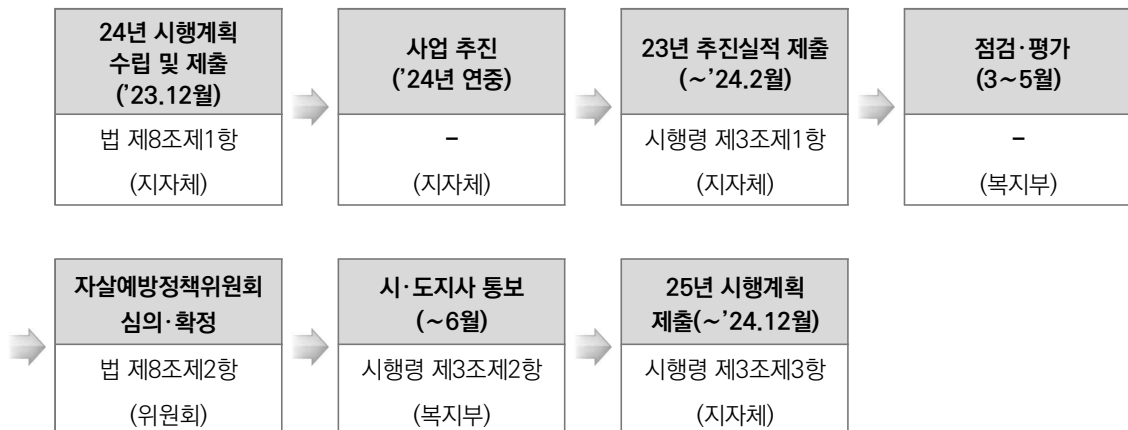 24년 시행계획
수립 및 제출
(’23.12월)
법 제8조제1항
(지자체)
사업 추진
(’24년 연중)
–
(지자체)
23년 추진실적 제출
(~’24.2월)
시행령 제3조제1항
(지자체)
점검·평가
(3~5월)
–
(복지부)
자살예방정책위원회
심의·확정
법 제8조제2항
(위원회)
시·도지사 통보
(~6월)
시행령 제3조제2항
(복지부)
25년 시행계획
제출(~’24.12월)
시행령 제3조제3항
(지자체)